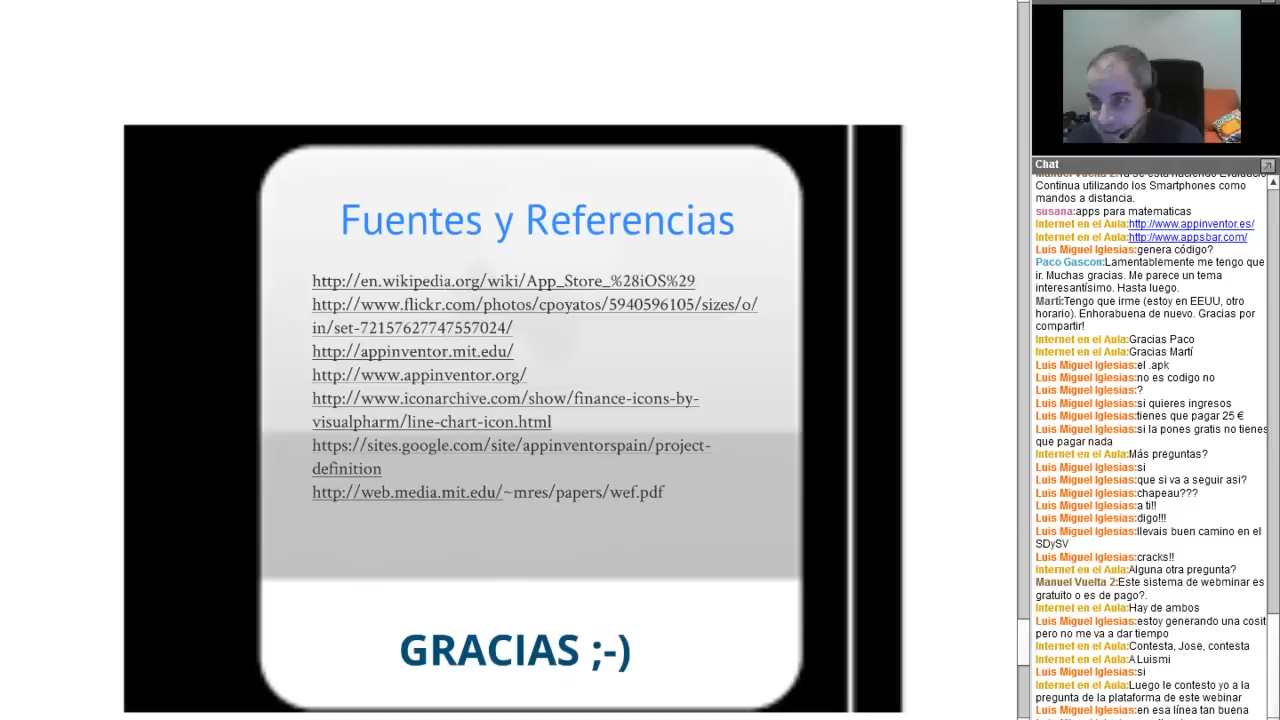 Fuentes y Referencias
http://en.wikipedia.org/wiki/App_Store_%28iOS%29
http://www.flickr.com/photos/cpoyatos/5940596105/sizes/o/
in/set-72157627747557024/
http://appinventor.mit.edu/
http://www.appinventor.org/
http://www.iconarchive.com/show/finance-icons-by-
visualpharm/line-chart-icon.html
https://sites.google.com/site/appinventorspain/project-
definition
http://web.media.mit.edu/~mres/papers/wef.pdf
GRACIAS ;-)
Chat
Manuel Vuelta 2:Ya se está haciendo Evaluació
Continua utilizando los Smartphones como
mandos a distancia.
susana:apps para matematicas
Internet en el Aula:http://www.appinventor.es/
Internet en el Aula:http://www.appsbar.com/
Luis Miguel Iglesias:genera código?
Paco Gascon:Lamentablemente me tengo que
ir. Muchas gracias. Me parece un tema
interesantísimo. Hasta luego.
Martí:Tengo que irme (estoy en EEUU, otro
horario). Enhorabuena de nuevo. Gracias por
compartir!
Internet en el Aula:Gracias Paco
Internet en el Aula:Gracias Martí
Luis Miguel Iglesias:el .apk
Luis Miguel Iglesias:no es codigo no
Luis Miguel Iglesias:?
Luis Miguel Iglesias:si quieres ingresos
Luis Miguel Iglesias:tienes que pagar 25 €
Luis Miguel Iglesias:si la pones gratis no tienes
que pagar nada
Internet en el Aula:Más preguntas?
Luis Miguel Iglesias:si
Luis Miguel Iglesias:que si va a seguir asi?
Luis Miguel Iglesias:chapeau???
Luis Miguel Iglesias:a ti!!
Luis Miguel Iglesias:digo!!!
Luis Miguel Iglesias:llevais buen camino en el
SDySV
Luis Miguel Iglesias:cracks!!
Internet en el Aula:Alguna otra pregunta?
Manuel Vuelta 2:Este sistema de webminar es
gratuito o es de pago?.
Internet en el Aula:Hay de ambos
Luis Miguel Iglesias:estoy generando una cosit
pero no me va a dar tiempo
Internet en el Aula:Contesta, Jose, contesta
Internet en el Aula:A Luismi
Luis Miguel Iglesias:si
Internet en el Aula:Luego le contesto yo a la
pregunta de la plataforma de este webinar
Luis Miguel Iglesias:en esa línea tan buena